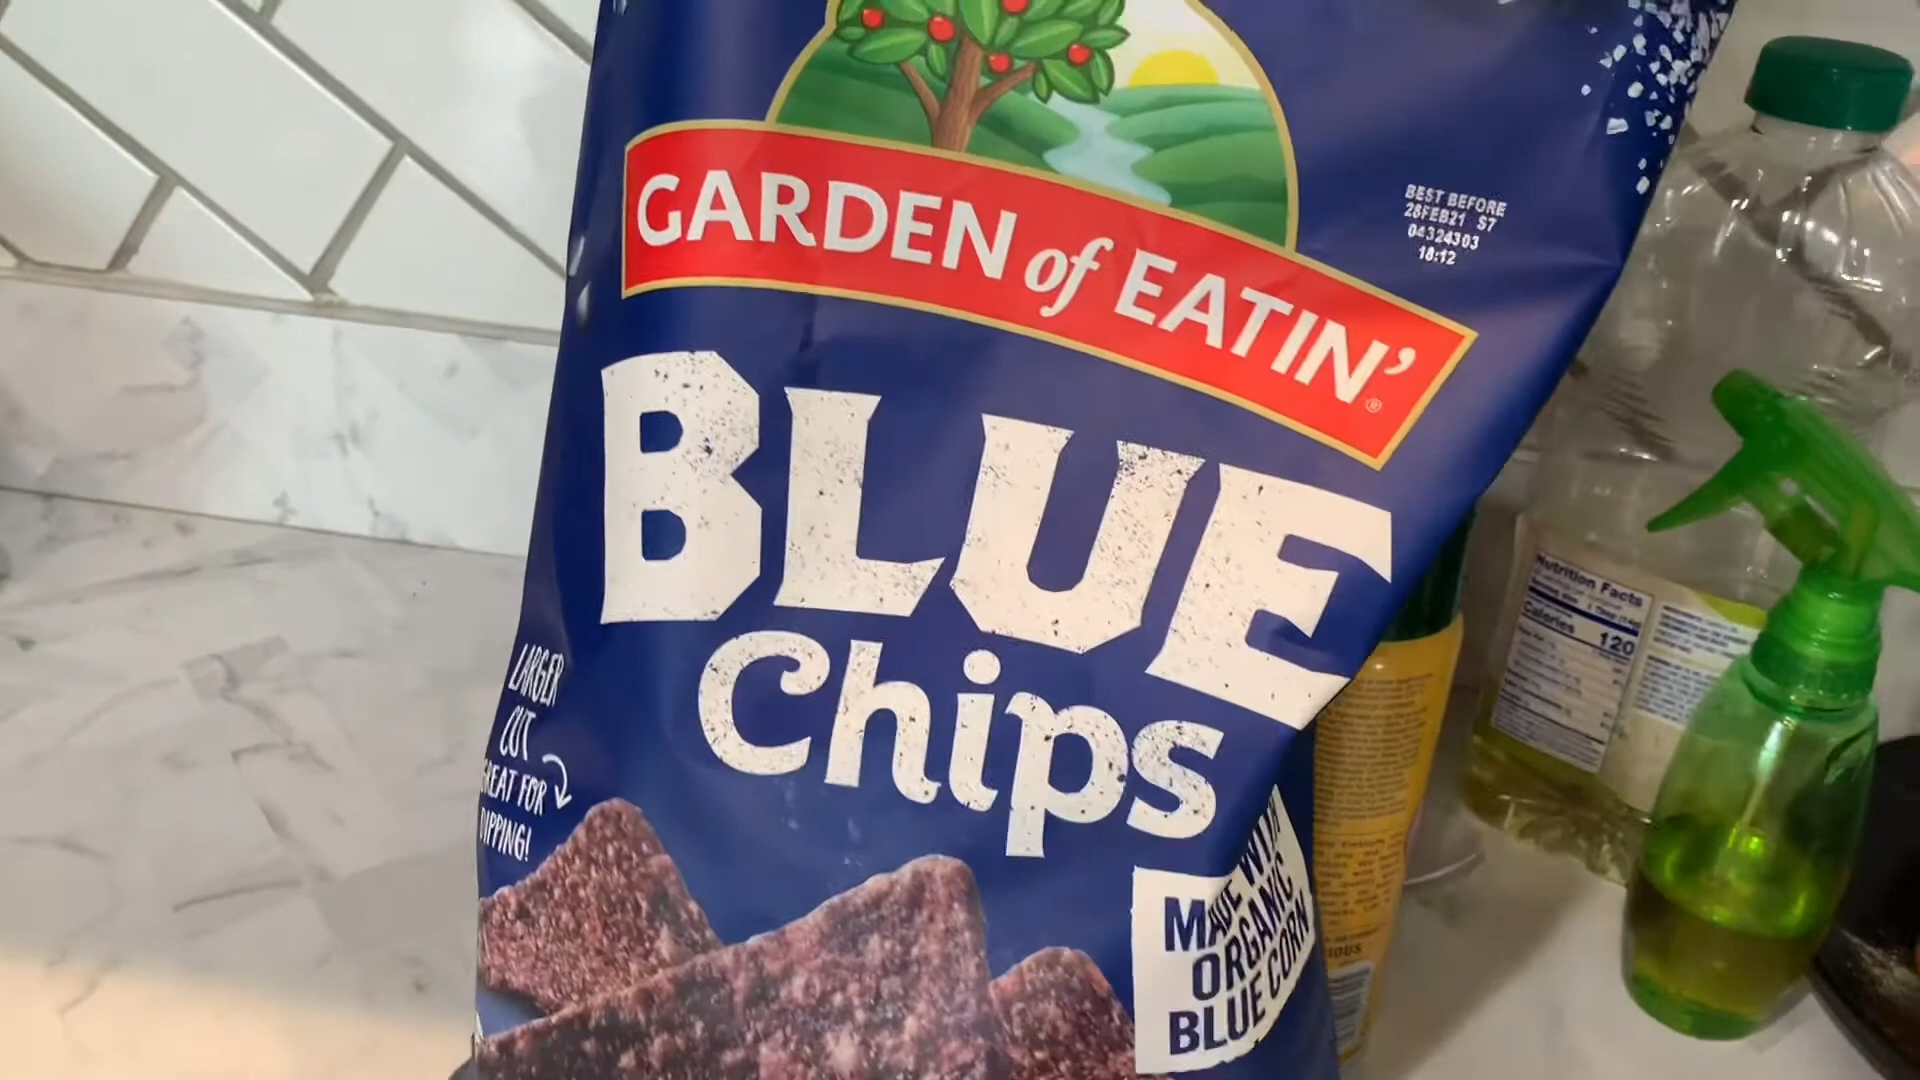 GARDEN of EATIN'®
BEST BEFORE
28FEB21 S7
04324303
18:12
BLUE
Chips
LARGER
CUT
GREAT FOR
DIPPING!
MADE WITH
ORGANIC
BLUE CORN
Nutrition Facts
Calories 120